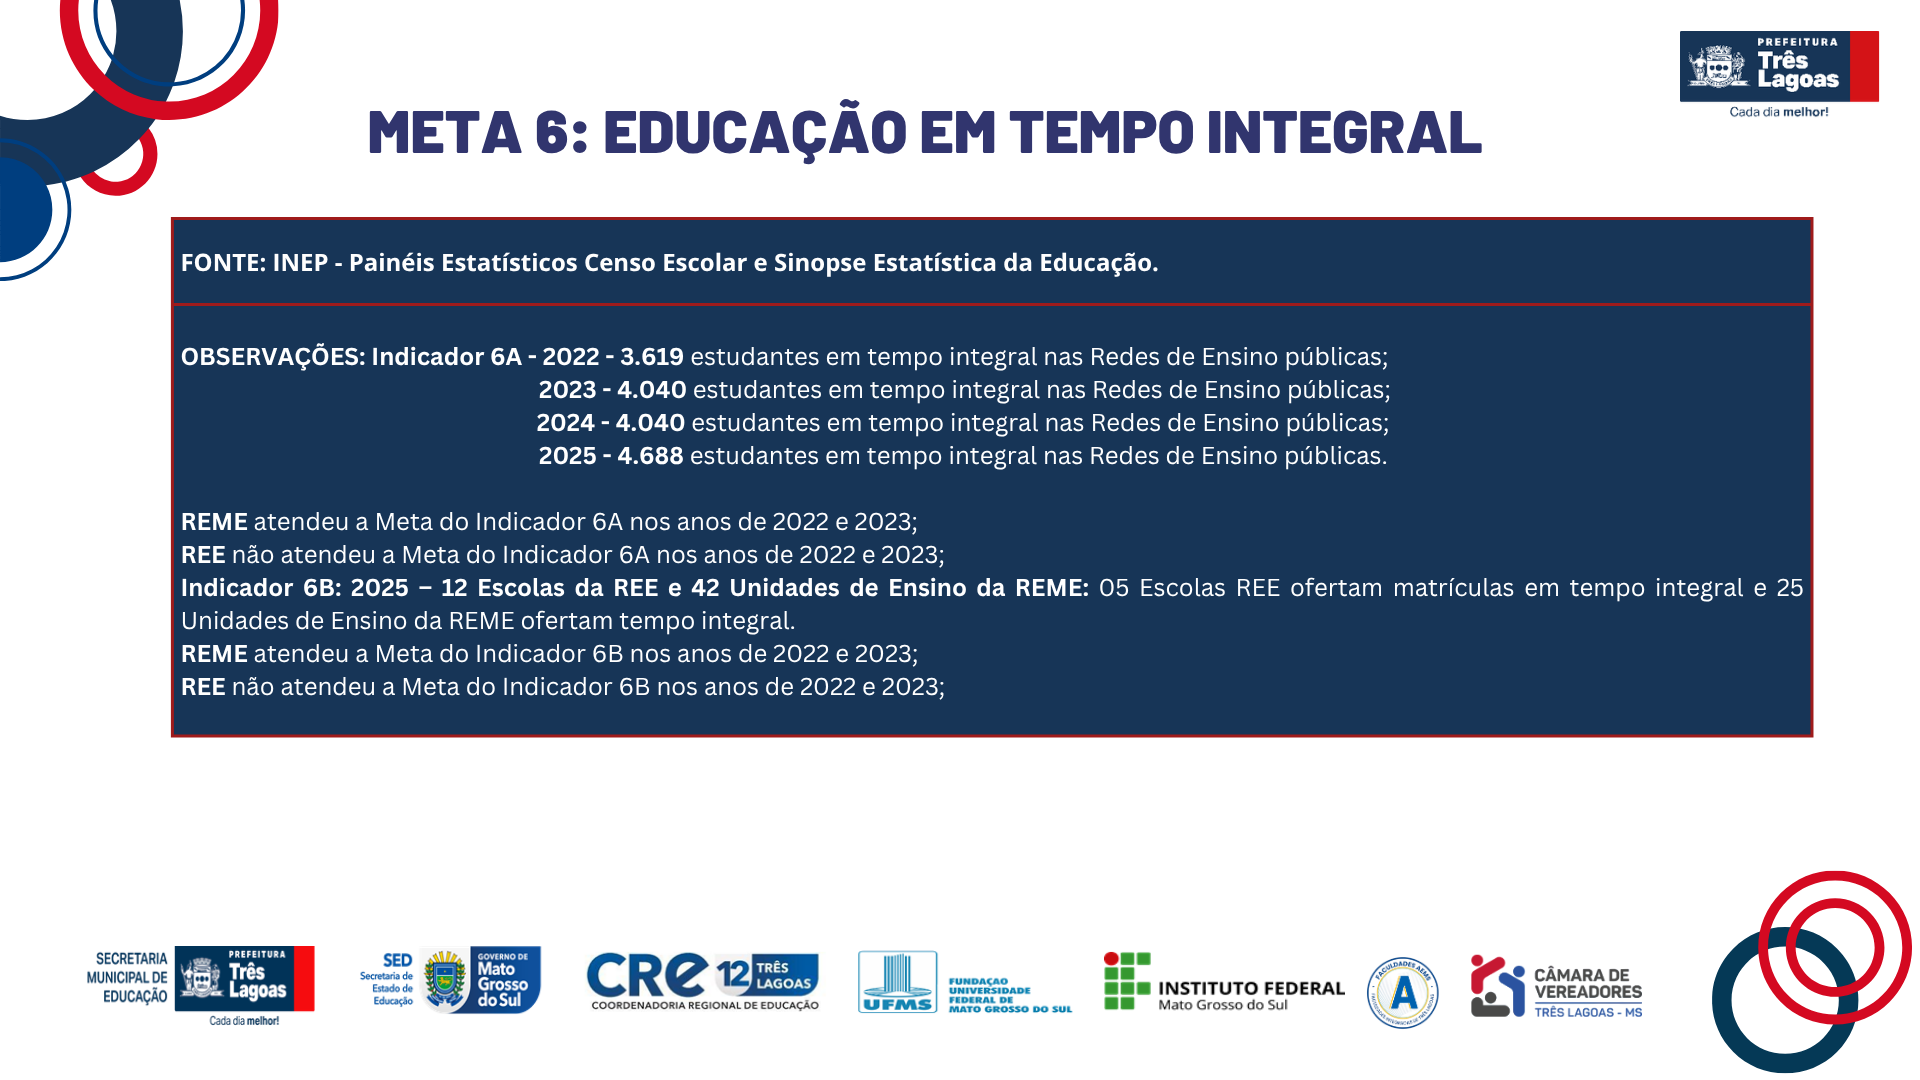 PREFEITURA
Três
Lagoas
Cada dia melhor!
META 6: EDUCAÇÃO EM TEMPO INTEGRAL
FONTE: INEP - Painéis Estatísticos Censo Escolar e Sinopse Estatística da Educação.
OBSERVAÇÕES: Indicador 6A - 2022 - 3.619 estudantes em tempo integral nas Redes de Ensino públicas;
2023 - 4.040 estudantes em tempo integral nas Redes de Ensino públicas;
2024 - 4.040 estudantes em tempo integral nas Redes de Ensino públicas;
2025 - 4.688 estudantes em tempo integral nas Redes de Ensino públicas.
REME atendeu a Meta do Indicador 6A nos anos de 2022 e 2023;
REE não atendeu a Meta do Indicador 6A nos anos de 2022 e 2023;
Indicador 6B: 2025 – 12 Escolas da REE e 42 Unidades de Ensino da REME: 05 Escolas REE ofertam matrículas em tempo integral e 25
Unidades de Ensino da REME ofertam tempo integral.
REME atendeu a Meta do Indicador 6B nos anos de 2022 e 2023;
REE não atendeu a Meta do Indicador 6B nos anos de 2022 e 2023;
SECRETARIA
MUNICIPAL DE
EDUCAÇÃO
PREFEITURA
Três
Lagoas
Cada dia melhor!
SED
Secretaria de
Estado de
Educação
GOVERNO DE
Mato
Grosso
do Sul
CRe 12 TRÊS
LAGOAS
COORDENADORIA REGIONAL DE EDUCAÇÃO
UFMS
FUNDAÇAO
UNIVERSIDADE
FEDERAL DE
MATO GROSSO DO SUL
INSTITUTO FEDERAL
Mato Grosso do Sul
FACULDADES AEMS
A
CÂMARA DE
VEREADORES
TRÊS LAGOAS - MS